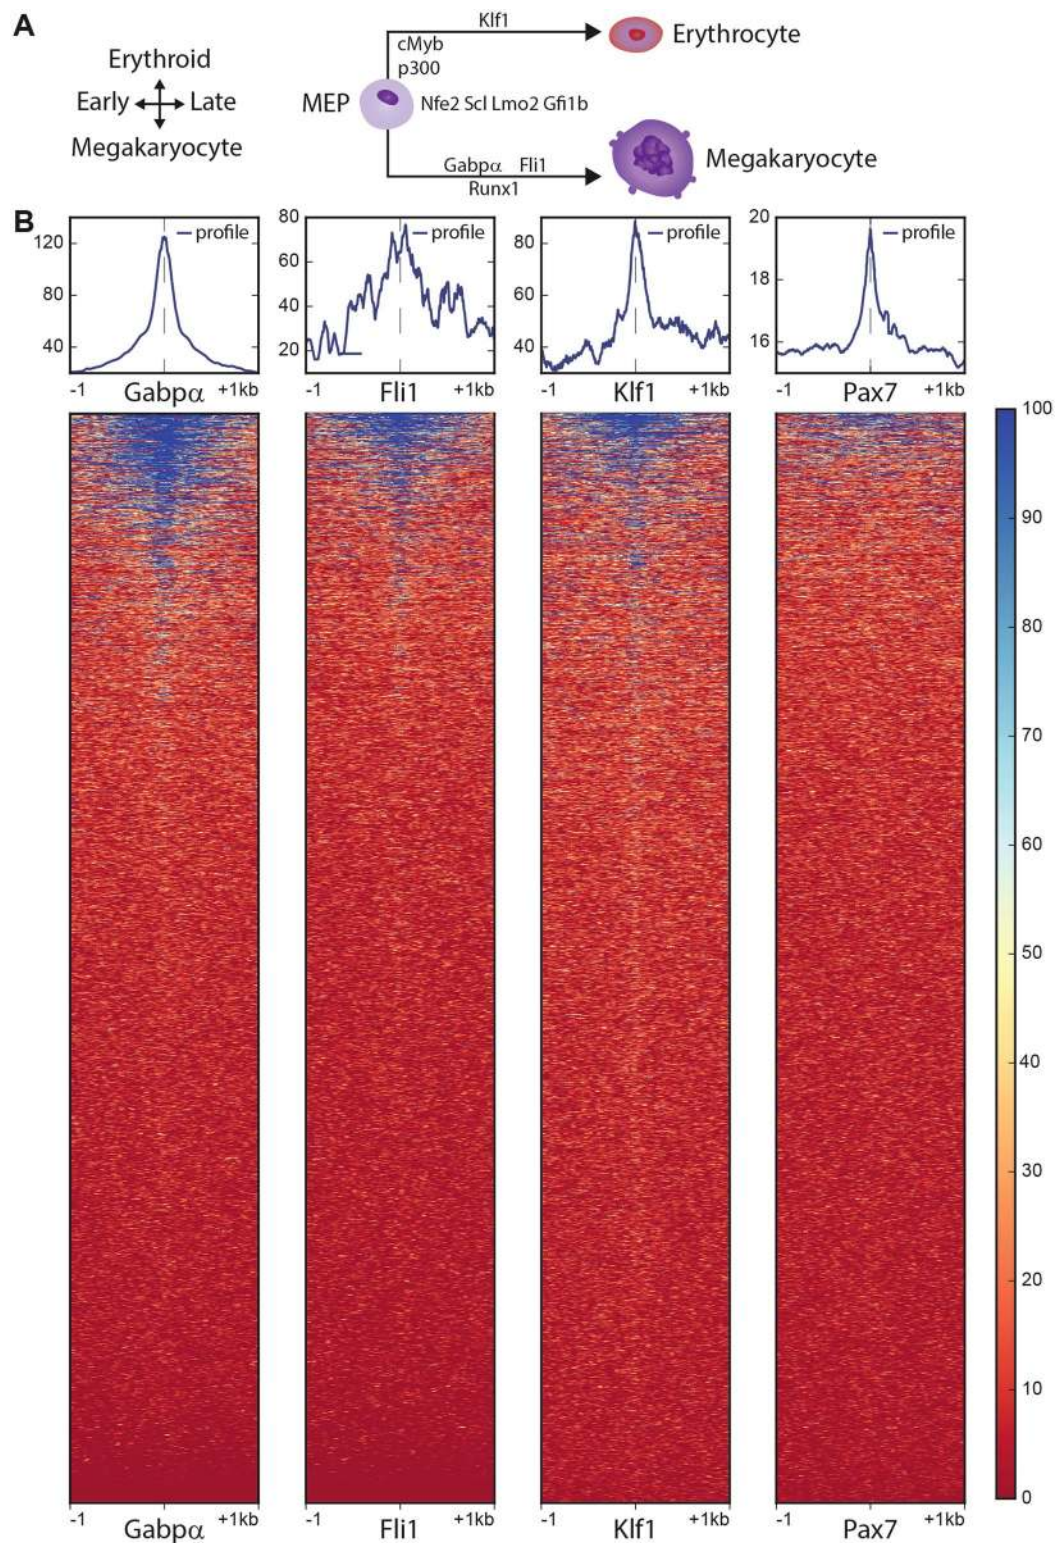 A
Erythroid
Early Late
Megakaryocyte
Klf1
cMyb
p300
MEP
Nfe2 Scl Lmo2 Gfi1b
Gabpα Fli1
Runx1
Erythrocyte
Megakaryocyte
B
120
80
40
profile
-1 Gabpα +1kb
80
60
40
20
profile
-1 Fli1 +1kb
80
60
40
profile
-1 Klf1 +1kb
20
18
16
profile
-1 Pax7 +1kb
100
90
80
70
60
50
40
30
20
10
0
-1 Gabpα +1kb
-1 Fli1 +1kb
-1 Klf1 +1kb
-1 Pax7 +1kb